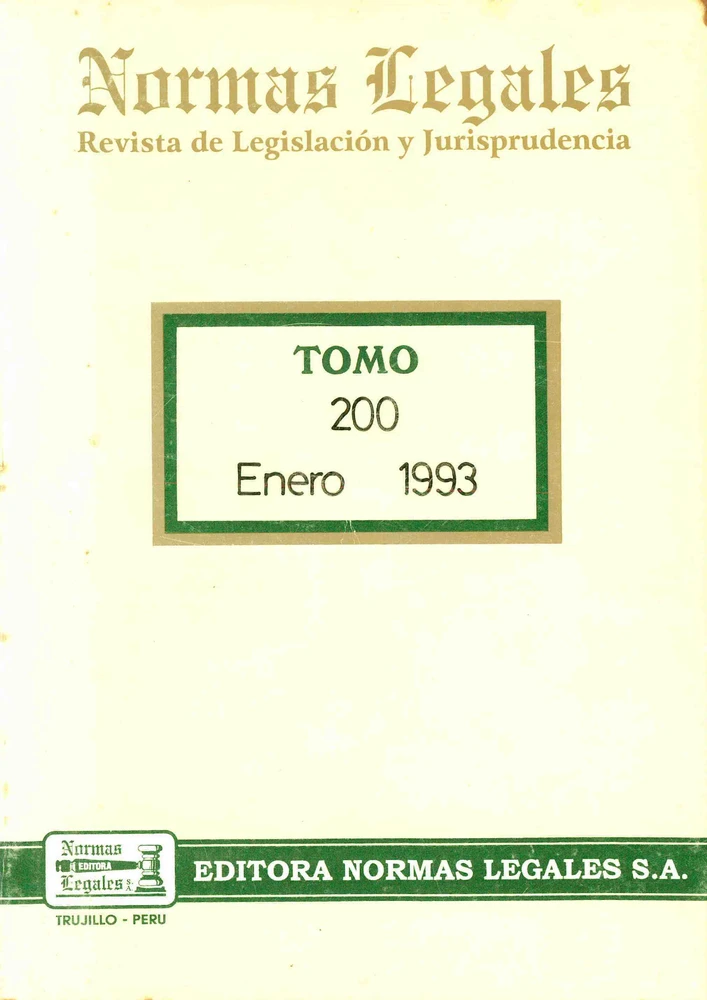 Normas Legales
Revista de Legislación y Jurisprudencia
TOMO
200
Enero 1993
Normas
EDITORA
Legales S.A.
EDITORA NORMAS LEGALES S.A.
TRUJILLO - PERU